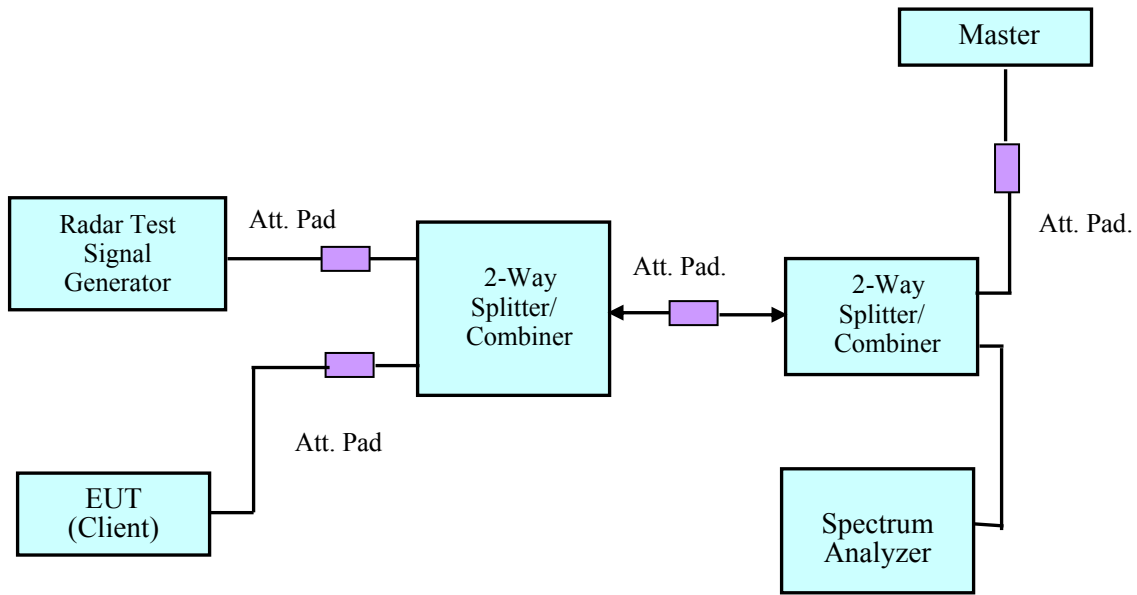 Master
Att. Pad.
Radar Test
Signal
Generator
Att. Pad
2-Way
Splitter/
Combiner
Att. Pad.
2-Way
Splitter/
Combiner
Att. Pad
EUT
(Client)
Spectrum
Analyzer